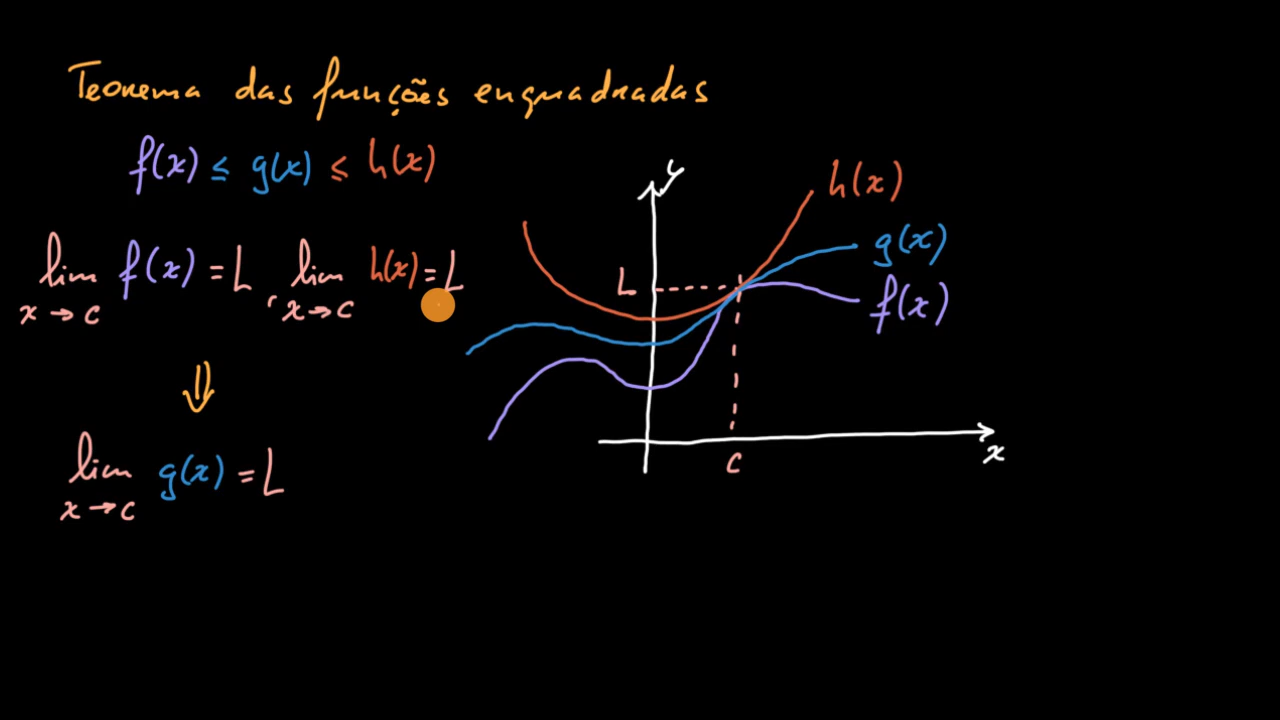 Teorema das funções enquadradas
f(x) ≤ g(x) ≤ h(x)
lim f(x) = L, lim h(x) = L
x → c x → c
⇓
lim g(x) = L
x → c
y
h(x)
g(x)
L
f(x)
x
c